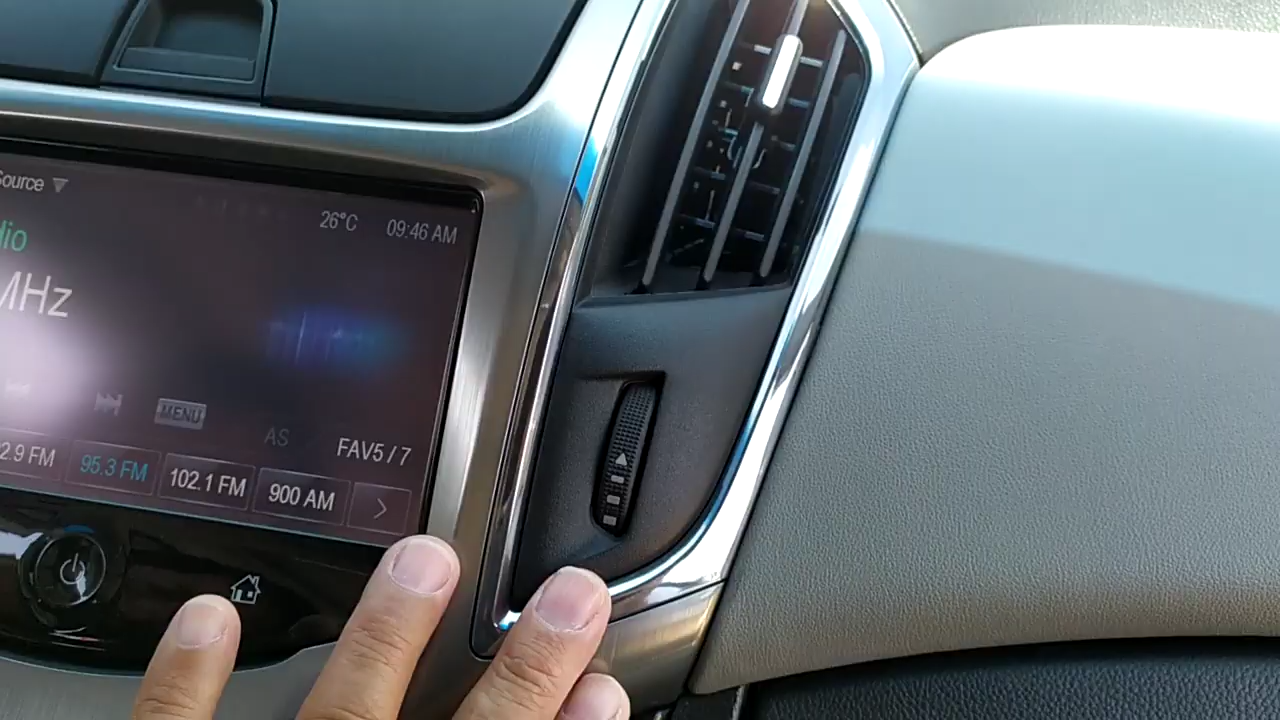 Source
26°C 09:46 AM
dio
MHz
MENU
AS
FAV5 / 7
2.9 FM 95.3 FM 102.1 FM 900 AM